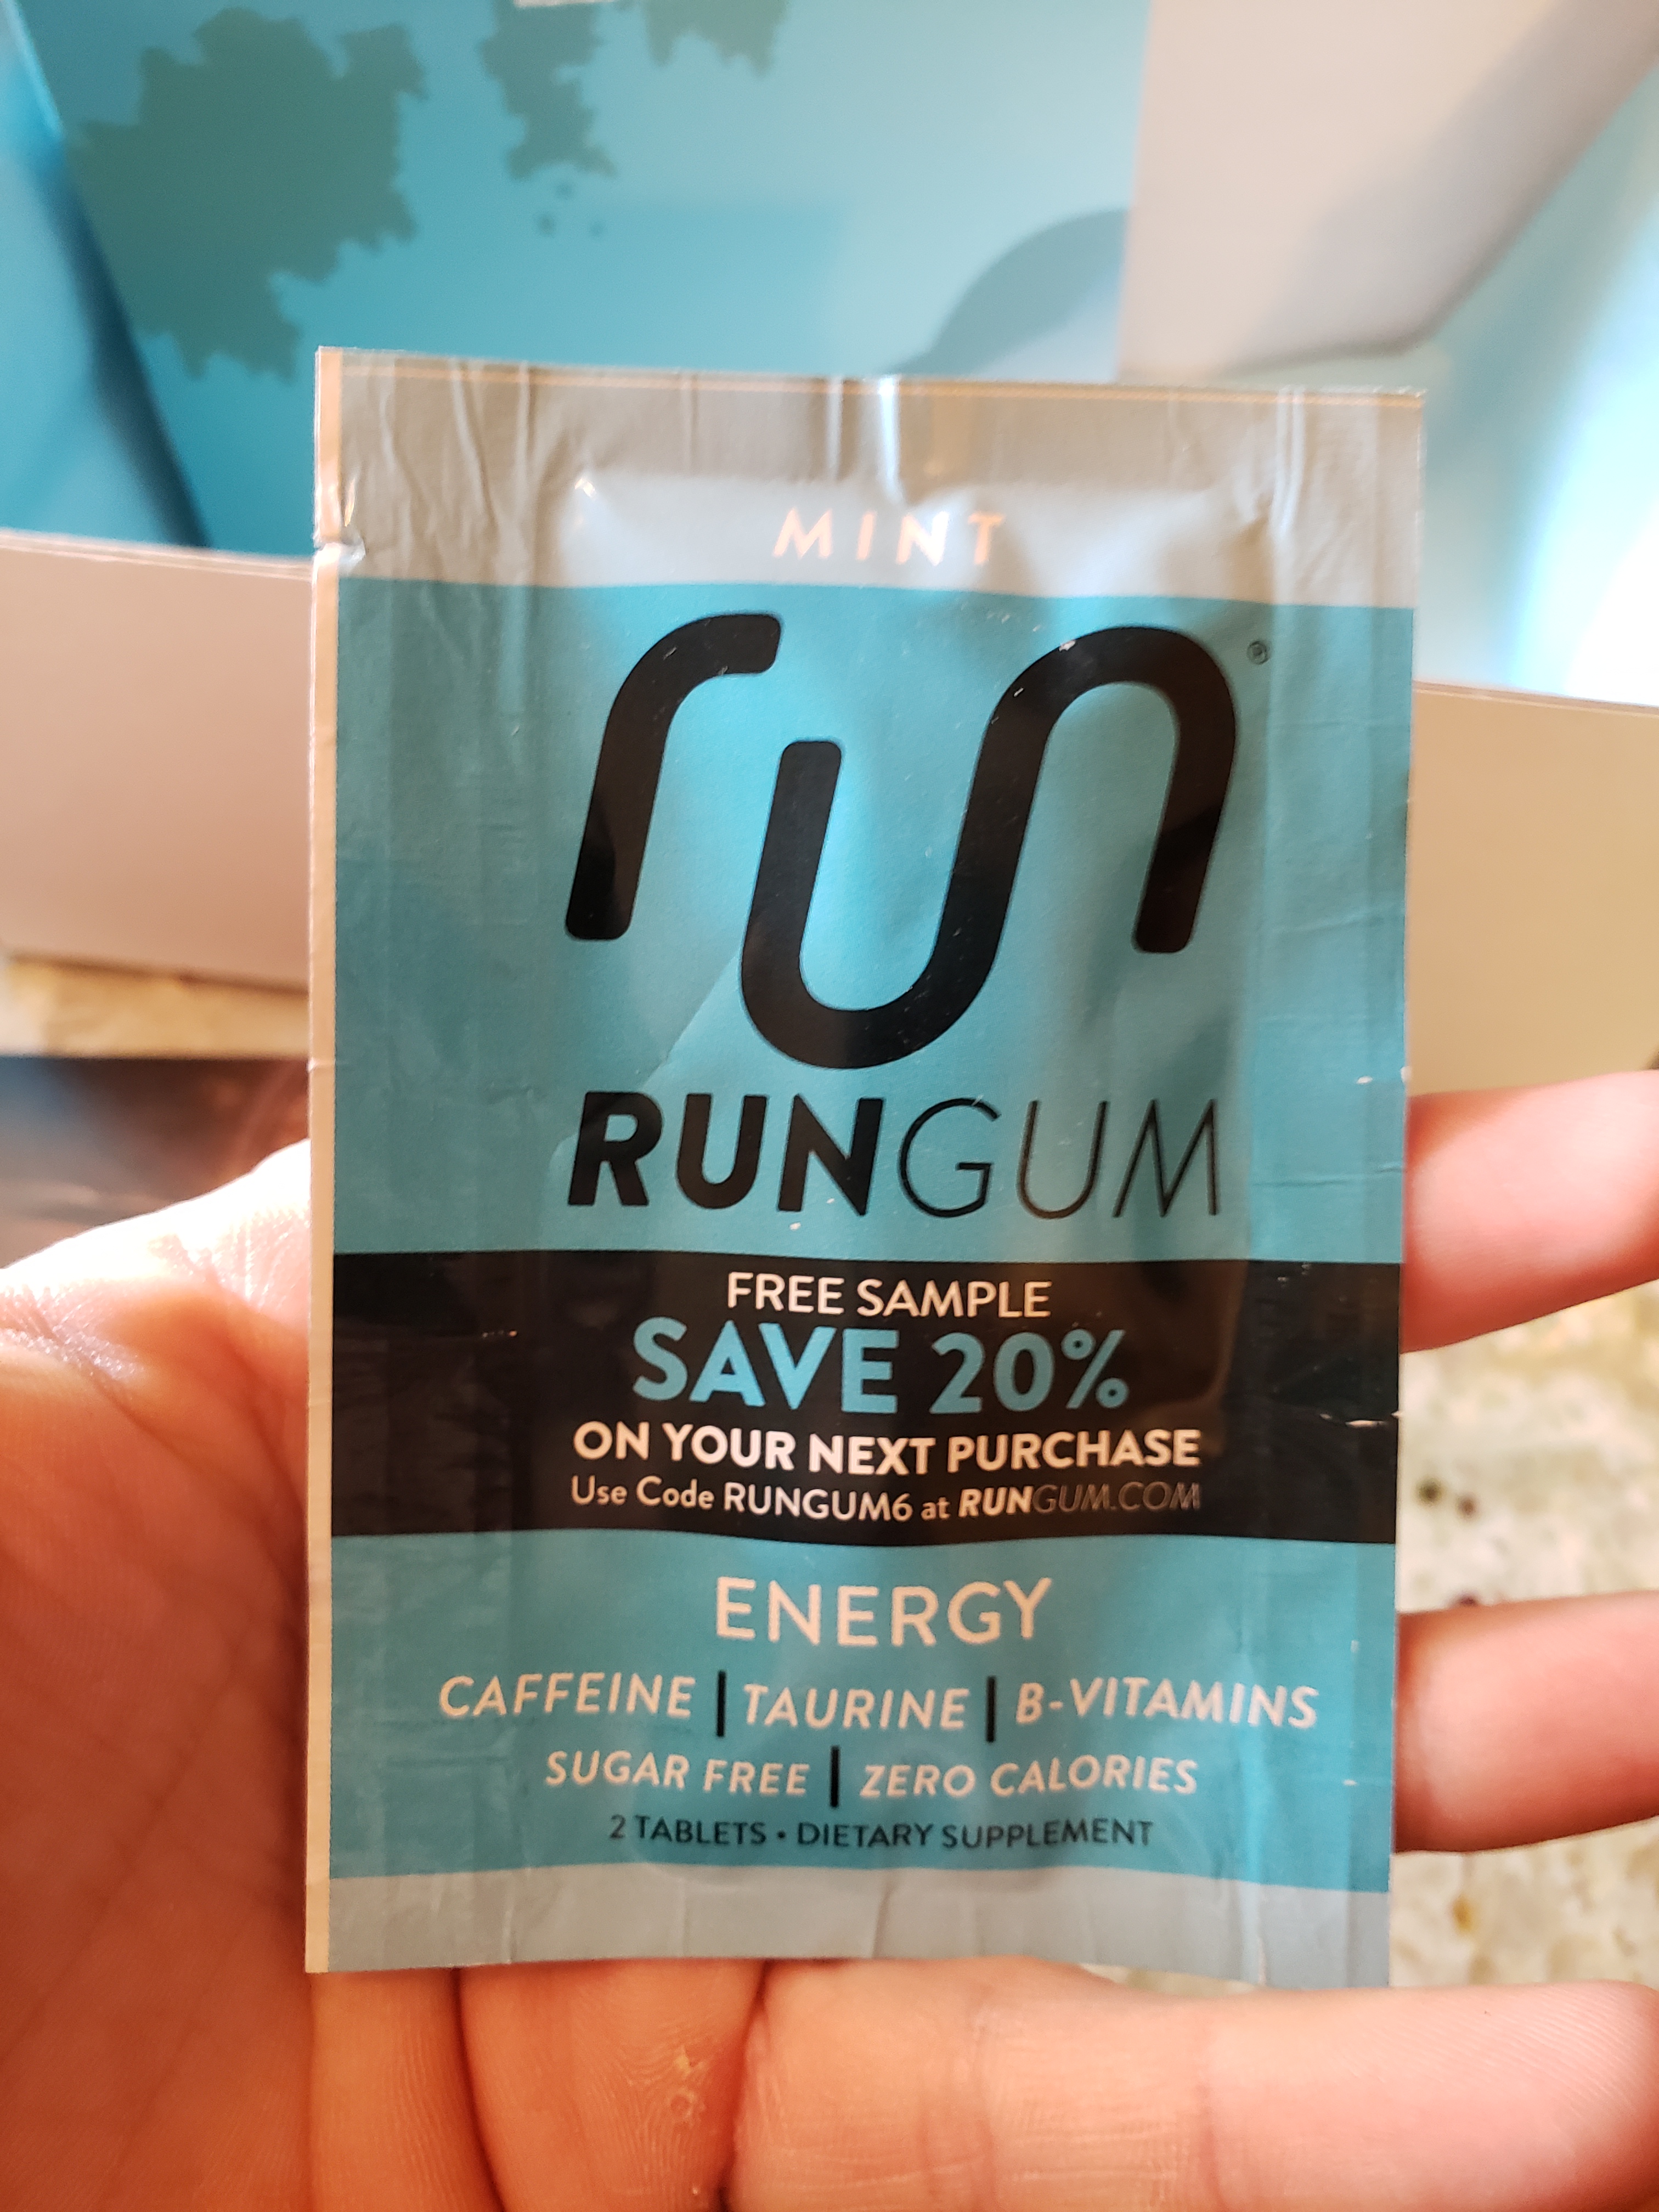 MINT
run®
RUNGUM
FREE SAMPLE
SAVE 20%
ON YOUR NEXT PURCHASE
Use Code RUNGUM6 at RUNGUM.COM
ENERGY
CAFFEINE | TAURINE | B-VITAMINS
SUGAR FREE | ZERO CALORIES
2 TABLETS • DIETARY SUPPLEMENT